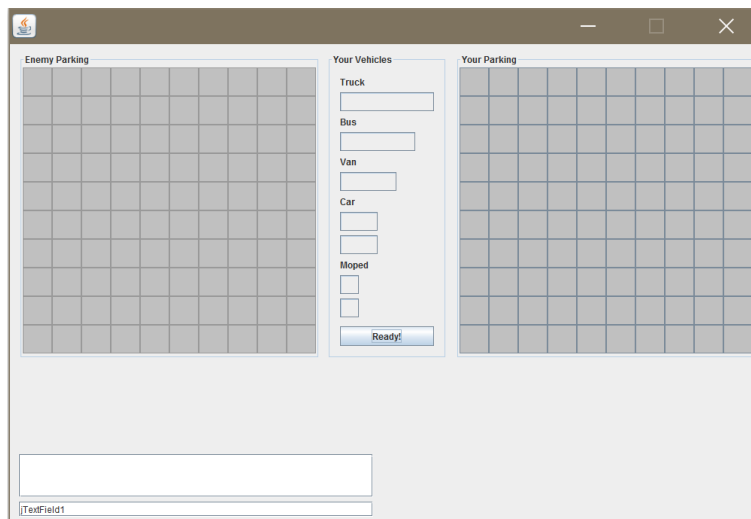 Enemy Parking
Your Vehicles
Your Parking
Truck
Bus
Van
Car
Moped
Ready!
jTextField1